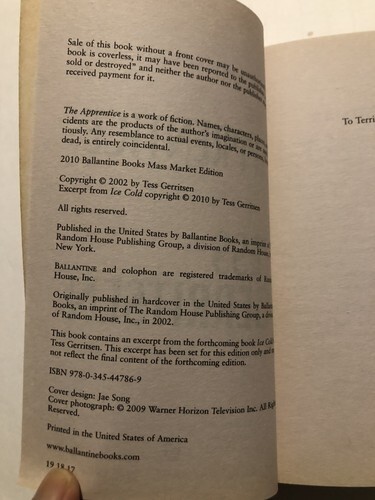 Sale of this book without a front cover may be unauthorized
book is coverless, it may have been reported to the publisher
sold or destroyed" and neither the author nor the publisher
received payment for it.
The Apprentice is a work of fiction. Names, characters, places
cidents are the products of the author's imagination or are used
tiously. Any resemblance to actual events, locales, or persons, living
dead, is entirely coincidental.
2010 Ballantine Books Mass Market Edition
Copyright © 2002 by Tess Gerritsen
Excerpt from Ice Cold copyright © 2010 by Tess Gerritsen
All rights reserved.
Published in the United States by Ballantine Books, an imprint of
Random House Publishing Group, a division of Random House
New York.
BALLANTINE and colophon are registered trademarks of
House, Inc.
Originally published in hardcover in the United States by
Books, an imprint of The Random House Publishing Group, a division
of Random House, Inc., in 2002.
This book contains an excerpt from the forthcoming book Ice Cold
Tess Gerritsen. This excerpt has been set for this edition only and
not reflect the final content of the forthcoming edition.
ISBN 978-0-345-44786-9
Cover design: Jae Song
Cover photograph: © 2009 Warner Horizon Television Inc. All
Reserved.
Printed in the United States of America
www.ballantinebooks.com
19 18 17
To Terri